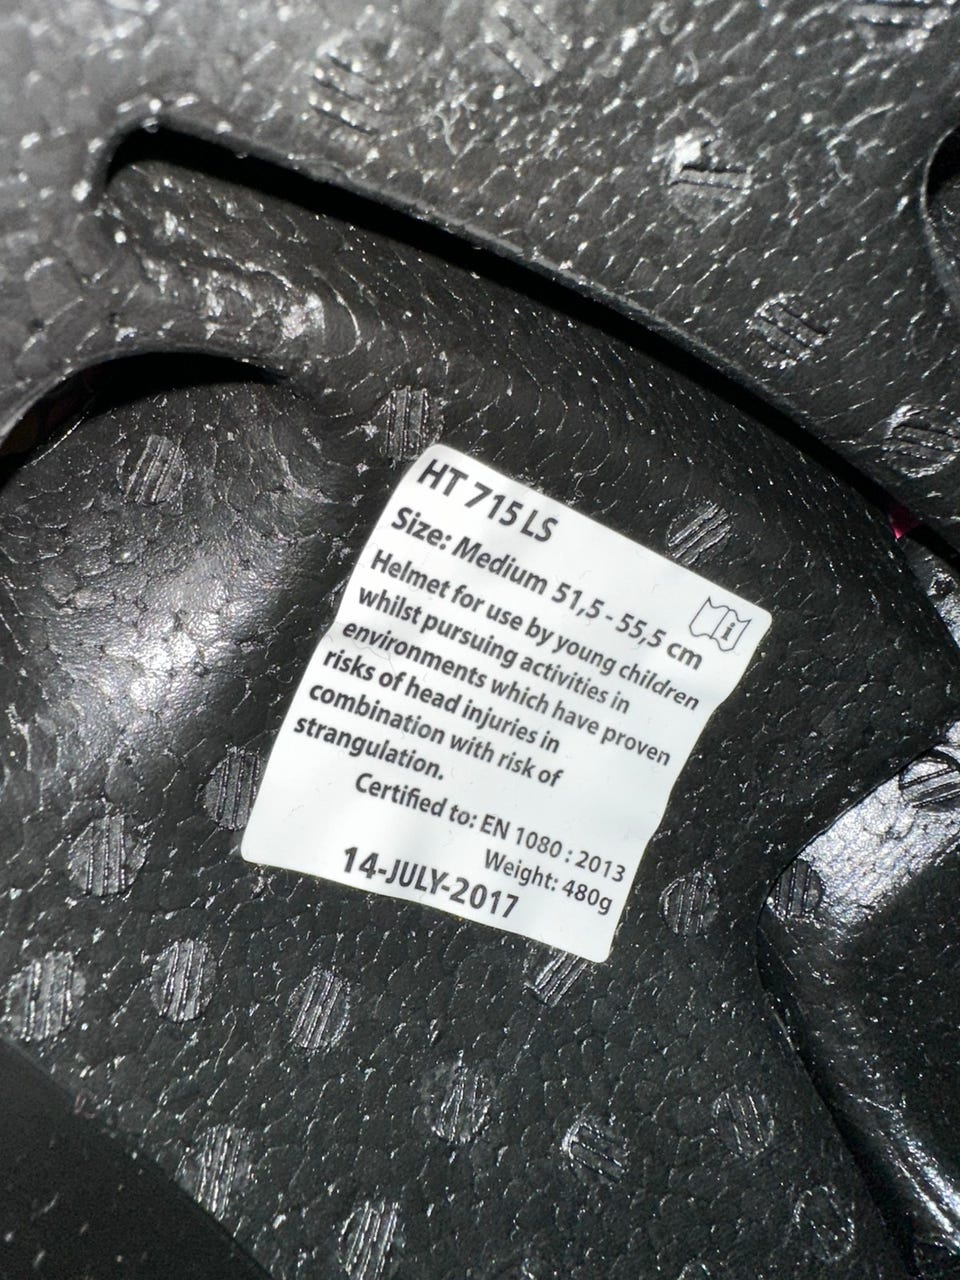 HT 715 LS
Size: Medium 51,5 - 55,5 cm
i
Helmet for use by young children
whilst pursuing activities in
environments which have proven
risks of head injuries in
combination with risk of
strangulation.
Certified to: EN 1080 : 2013
Weight: 480g
14-JULY-2017